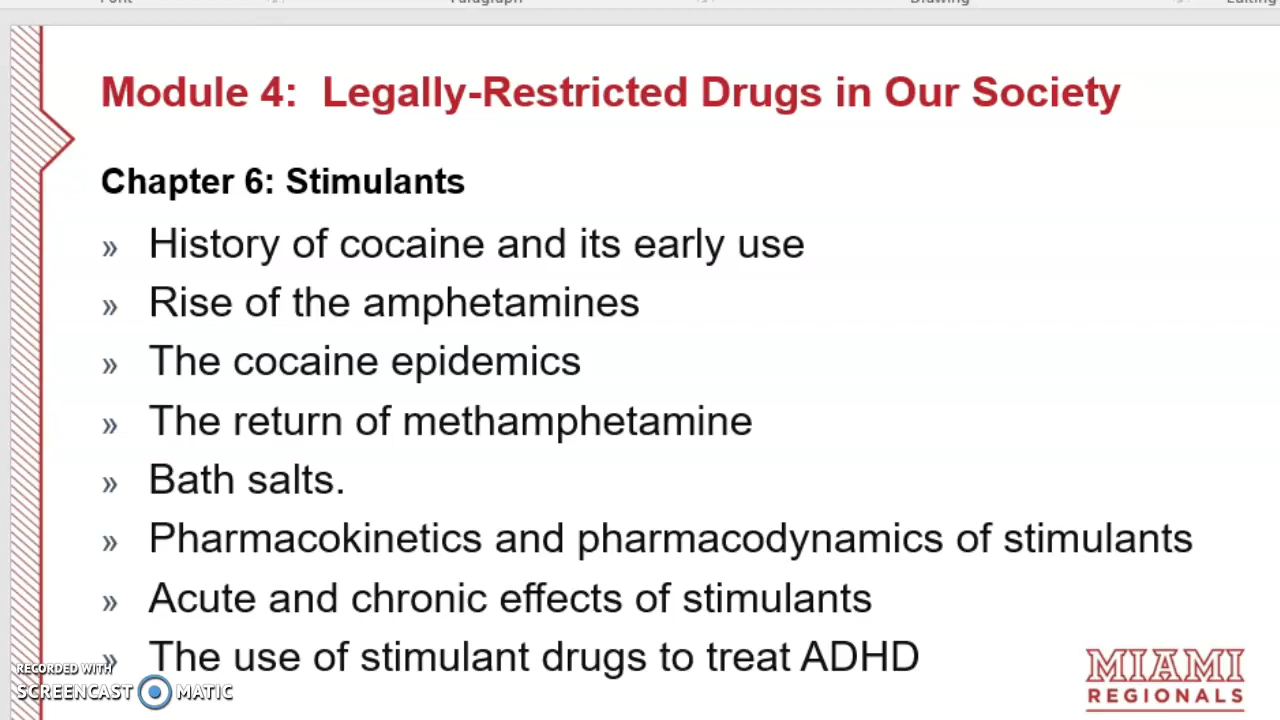 Font Paragraph Drawing Editing
Module 4: Legally-Restricted Drugs in Our Society
Chapter 6: Stimulants
» History of cocaine and its early use
» Rise of the amphetamines
» The cocaine epidemics
» The return of methamphetamine
» Bath salts.
» Pharmacokinetics and pharmacodynamics of stimulants
» Acute and chronic effects of stimulants
» The use of stimulant drugs to treat ADHD
RECORDED WITH
SCREENCAST MATIC
MIAMI
REGIONALS